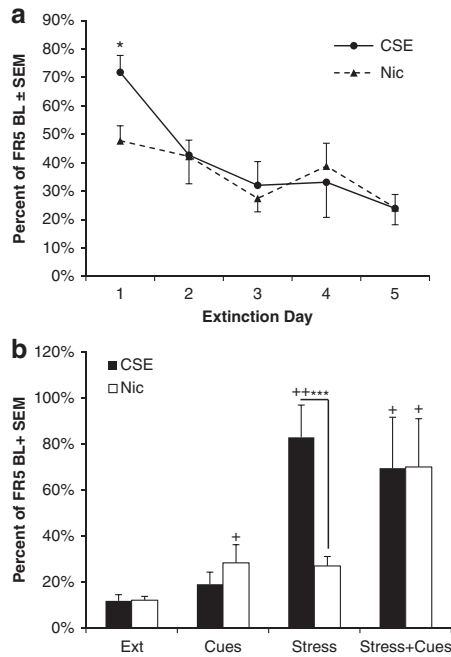 a
90%
80%
70%
60%
50%
40%
30%
20%
10%
0%
Percent of FR5 BL ± SEM
*
CSE
Nic
1 2 3 4 5
Extinction Day
b
120%
100%
80%
60%
40%
20%
0%
Percent of FR5 BL+ SEM
CSE
Nic
+
++***
+ +
Ext Cues Stress Stress+Cues